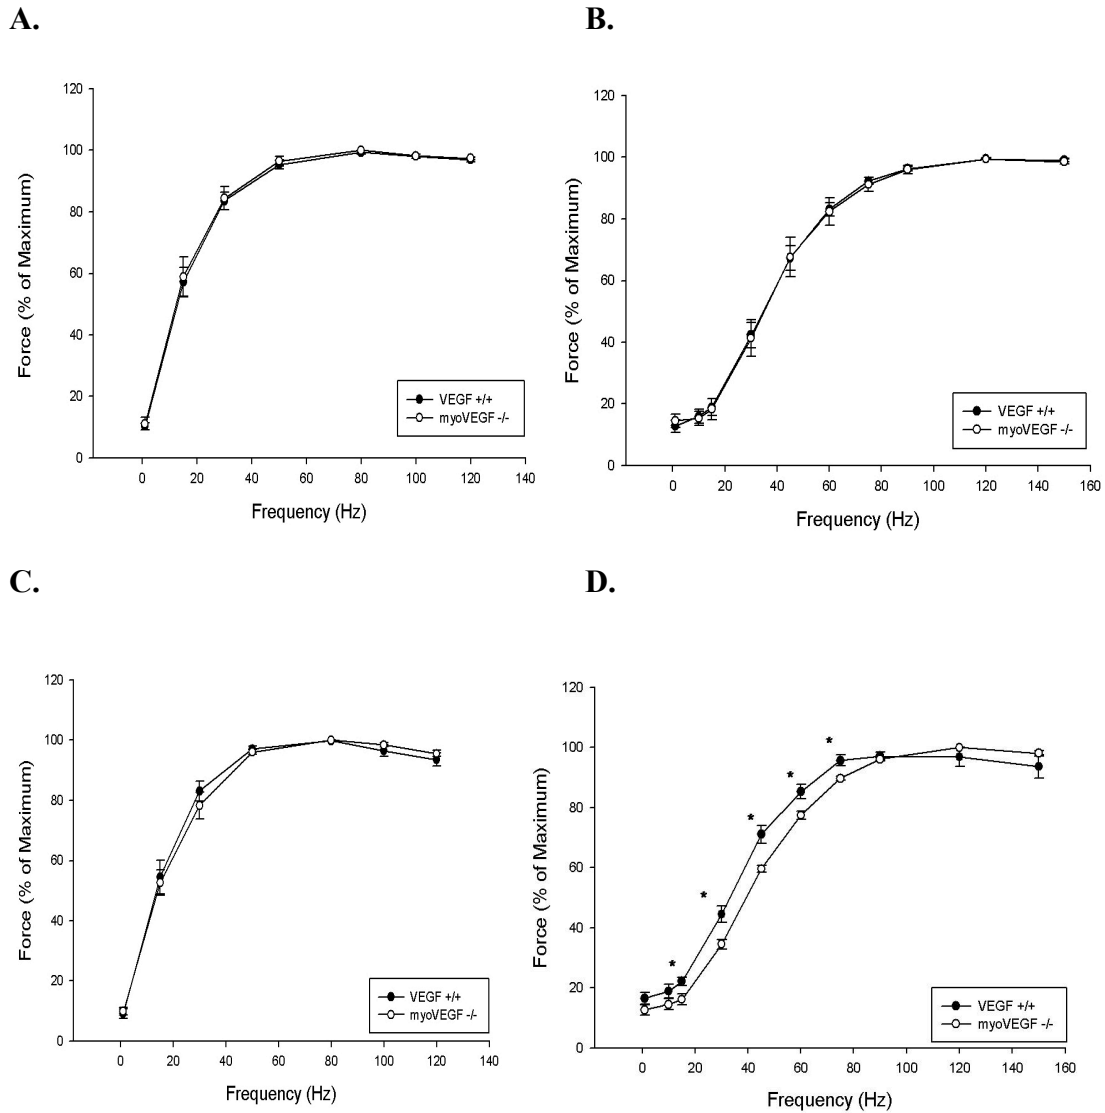 A.
120
100
80
60
40
20
0
Force (% of Maximum)
VEGF +/+
myoVEGF -/-
0 20 40 60 80 100 120 140
Frequency (Hz)
B.
120
100
80
60
40
20
0
Force (% of Maximum)
VEGF +/+
myoVEGF -/-
0 20 40 60 80 100 120 140 160
Frequency (Hz)
C.
120
100
80
60
40
20
0
Force (% of Maximum)
VEGF +/+
myoVEGF -/-
0 20 40 60 80 100 120 140
Frequency (Hz)
D.
120
100
80
60
40
20
0
Force (% of Maximum)
*
*
*
*
*
VEGF +/+
myoVEGF -/-
0 20 40 60 80 100 120 140 160
Frequency (Hz)